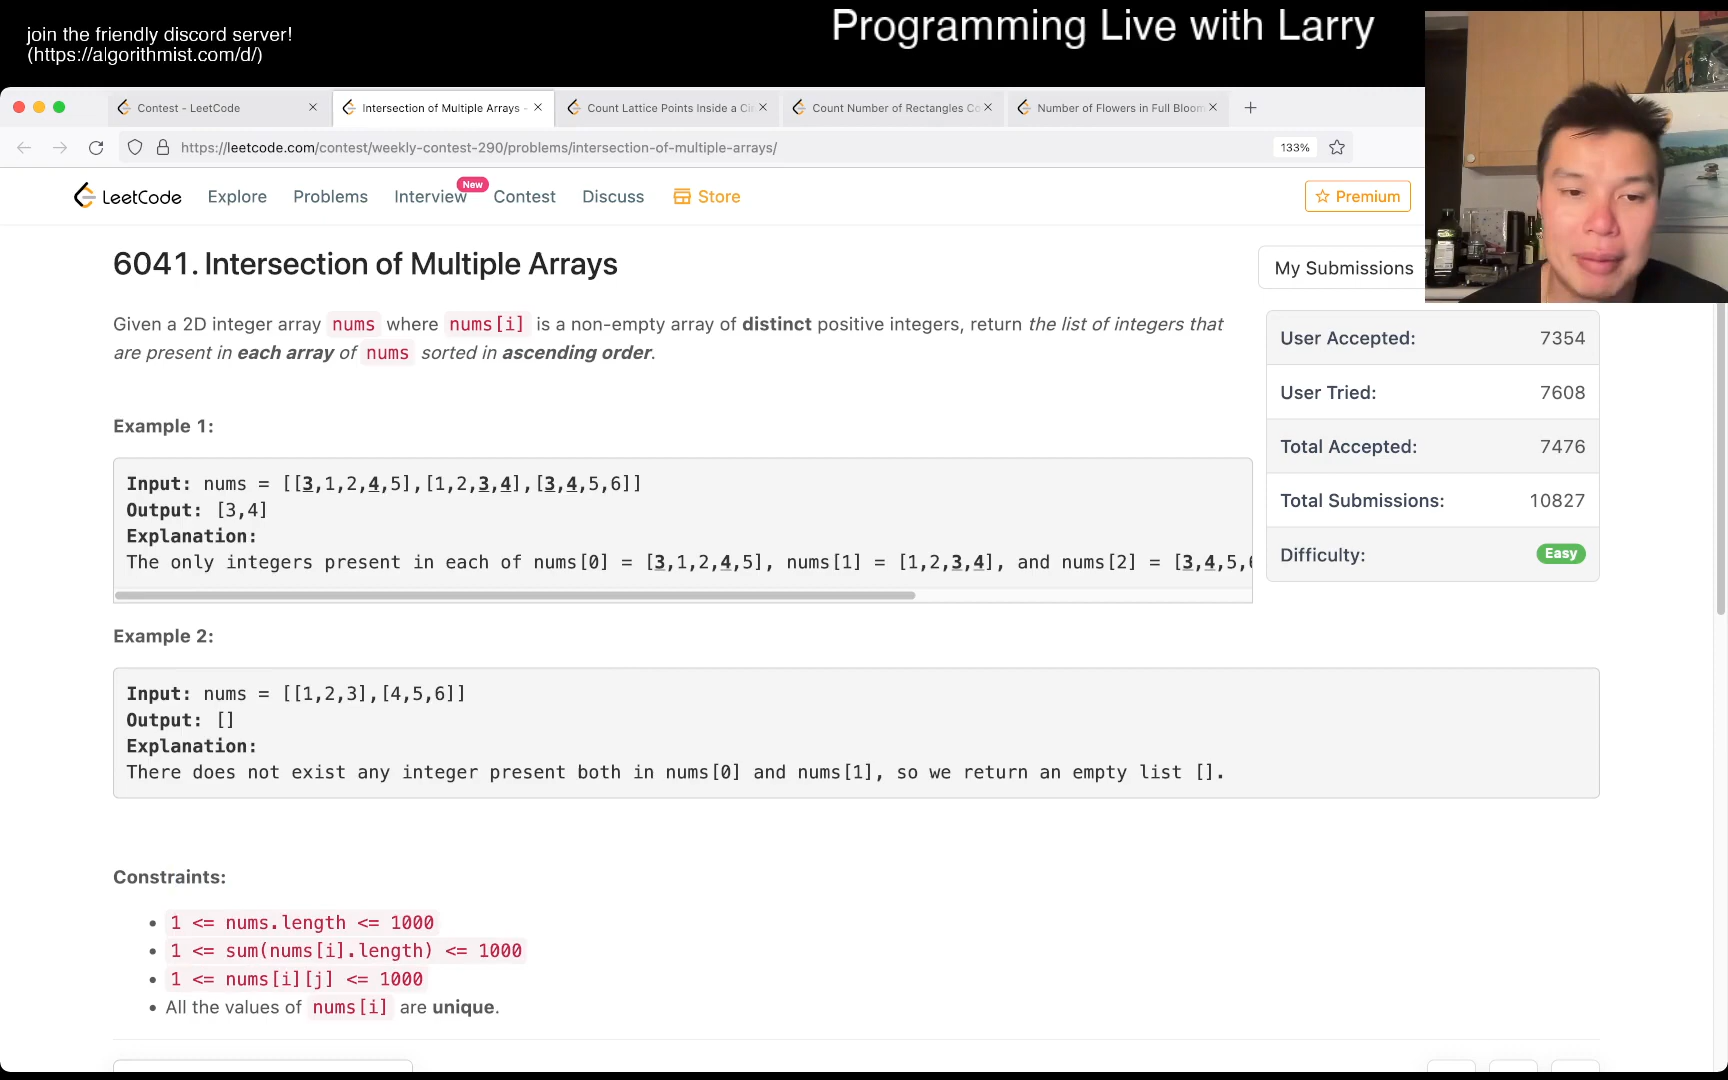 join the friendly discord server!
(https://algorithmist.com/d/)
Programming Live with Larry
Contest - LeetCode
Intersection of Multiple Arrays -
Count Lattice Points Inside a Cir
Count Number of Rectangles Co
Number of Flowers in Full Bloom
https://leetcode.com/contest/weekly-contest-290/problems/intersection-of-multiple-arrays/
133%
LeetCode
Explore
Problems
Interview
New
Contest
Discuss
Store
Premium
6041. Intersection of Multiple Arrays
My Submissions
Given a 2D integer array nums where nums[i] is a non-empty array of distinct positive integers, return the list of integers that
are present in each array of nums sorted in ascending order.
User Accepted: 7354
User Tried: 7608
Total Accepted: 7476
Total Submissions: 10827
Difficulty: Easy
Example 1:
Input: nums = [[3,1,2,4,5],[1,2,3,4],[3,4,5,6]]
Output: [3,4]
Explanation:
The only integers present in each of nums[0] = [3,1,2,4,5], nums[1] = [1,2,3,4], and nums[2] = [3,4,5,6
Example 2:
Input: nums = [[1,2,3],[4,5,6]]
Output: []
Explanation:
There does not exist any integer present both in nums[0] and nums[1], so we return an empty list [].
Constraints:
• 1 <= nums.length <= 1000
• 1 <= sum(nums[i].length) <= 1000
• 1 <= nums[i][j] <= 1000
• All the values of nums[i] are unique.